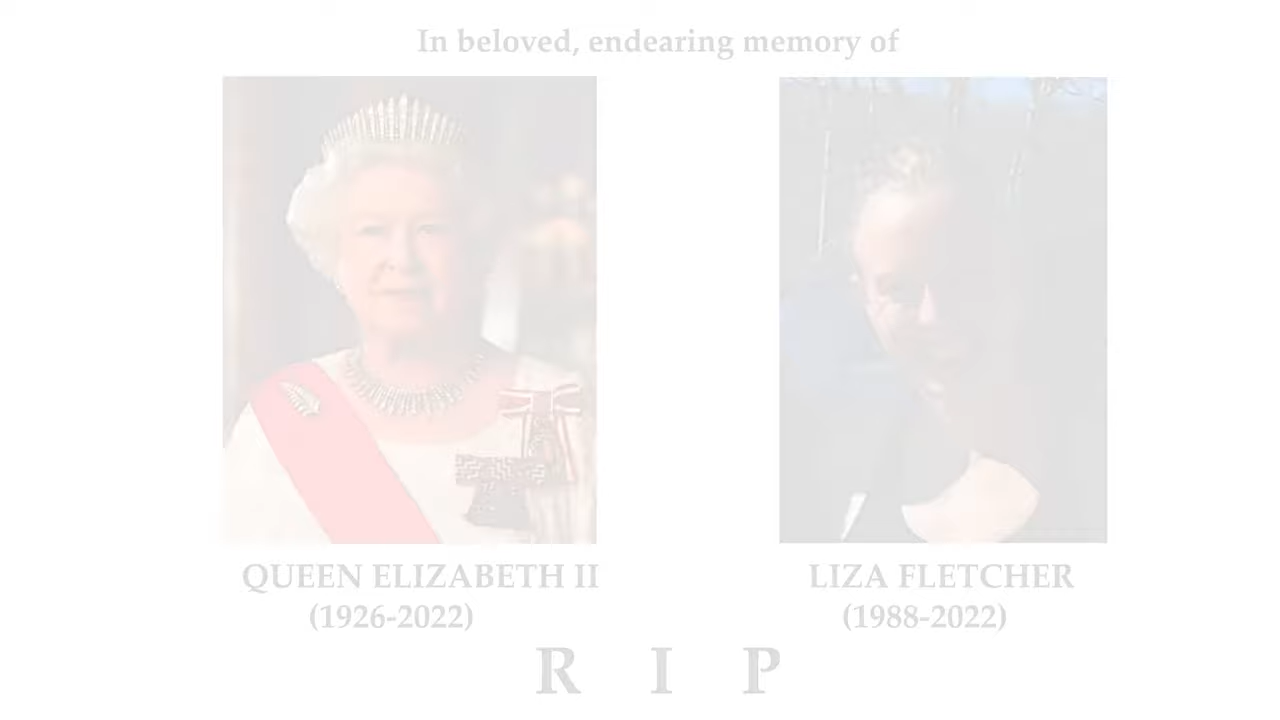 In beloved, endearing memory of
QUEEN ELIZABETH II
(1926-2022)
LIZA FLETCHER
(1988-2022)
R I P